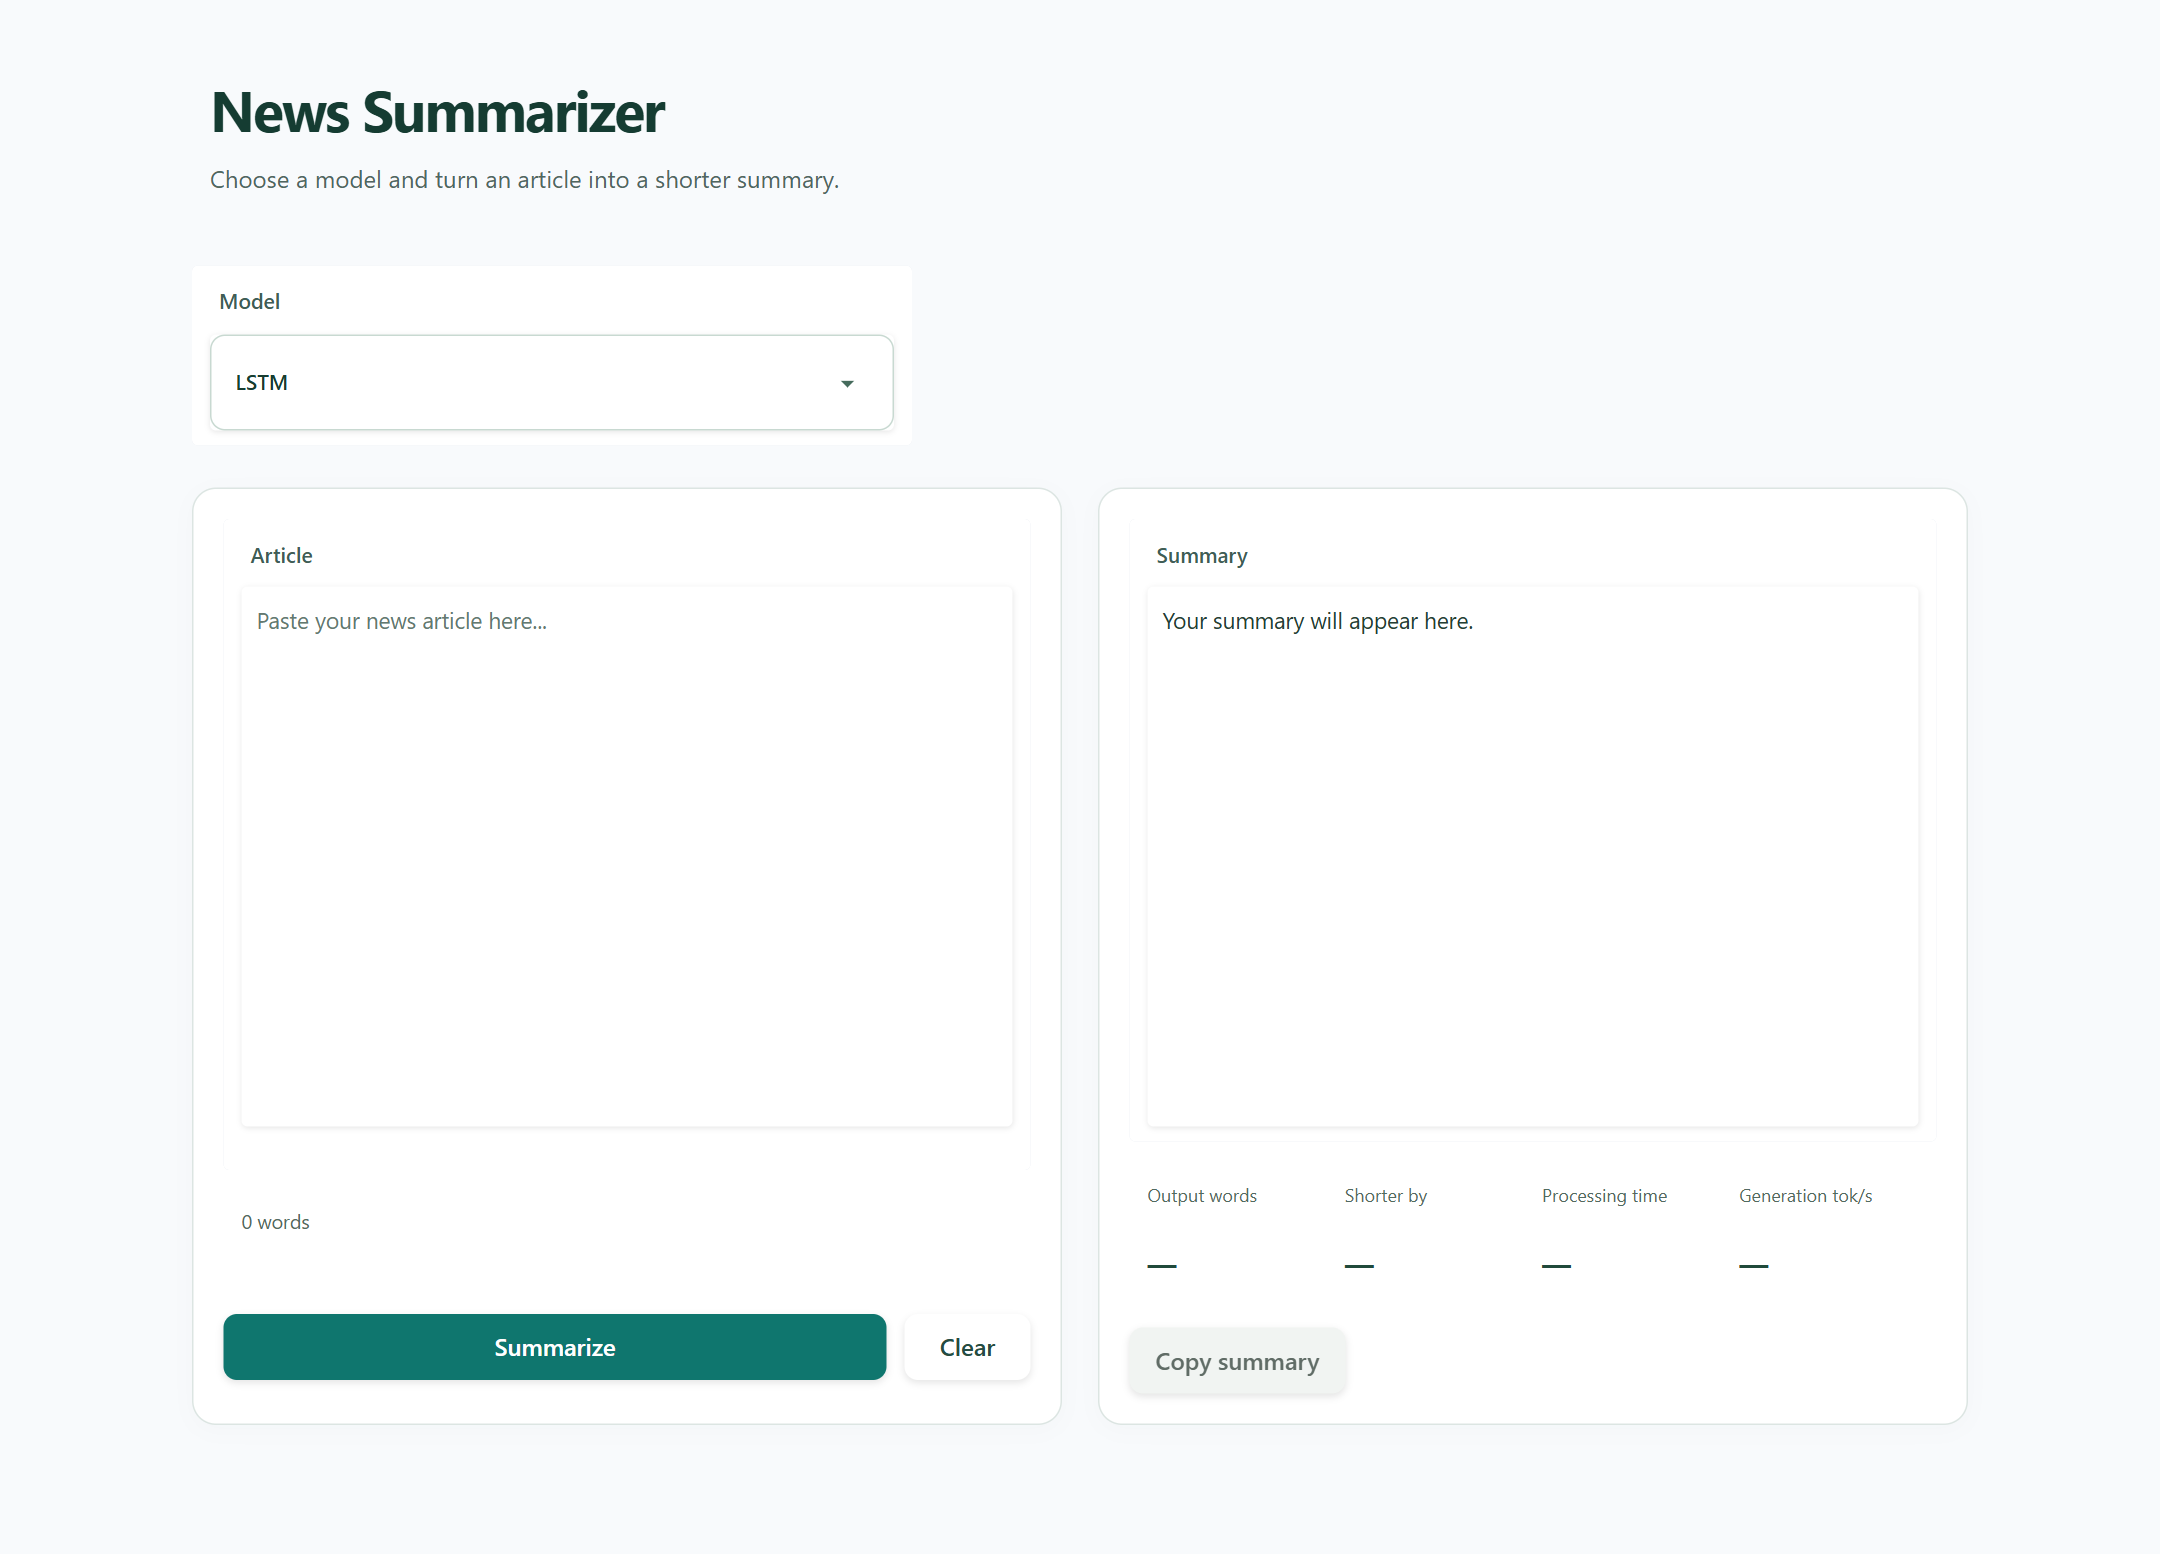 News Summarizer
Choose a model and turn an article into a shorter summary.
Model
LSTM
Article
Paste your news article here...
0 words
Summarize
Clear
Summary
Your summary will appear here.
Output words
—
Shorter by
—
Processing time
—
Generation tok/s
—
Copy summary